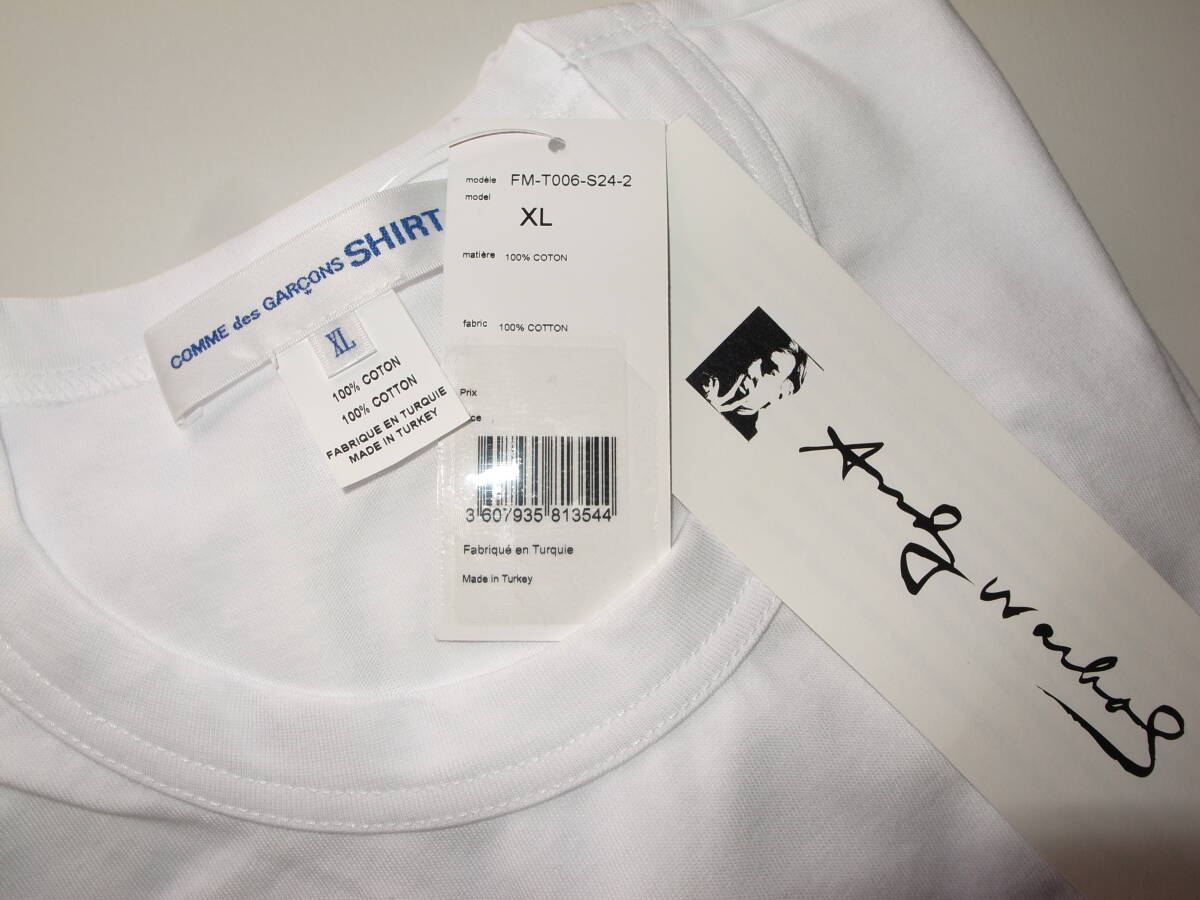 COMME des GARÇONS SHIRT
XL
100% COTON
100% COTTON
FABRIQUE EN TURQUIE
MADE IN TURKEY
modèle FM-T006-S24-2
model
XL
matière 100% COTON
fabric 100% COTTON
Prix
3 607935 813544
Fabriqué en Turquie
Made in Turkey
Andy Warhol